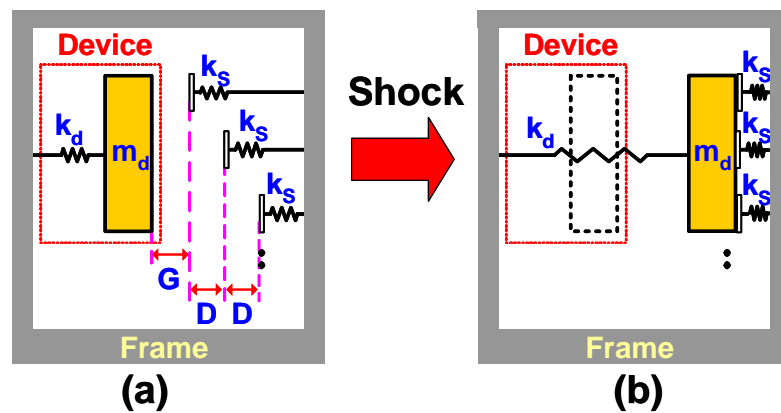 Device
k_d
m_d
k_S
k_S
k_S
G
D D
Frame
(a)
Shock
Device
k_d
m_d
k_S
k_S
k_S
Frame
(b)